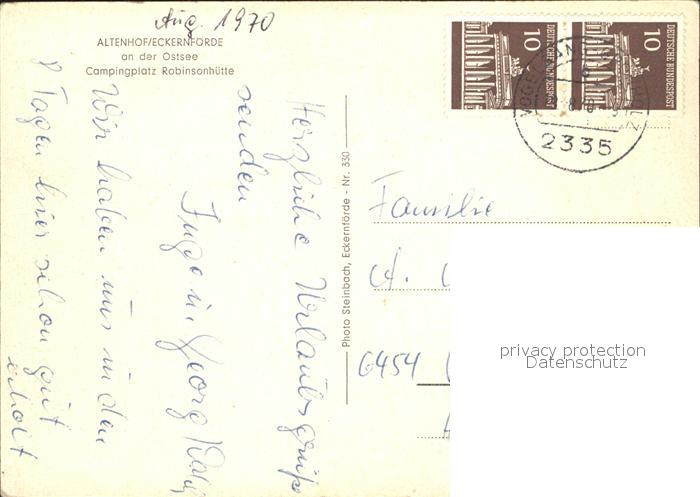 Aug. 1970
ALTENHOF/ECKERNFÖRDE
an der Ostsee
Campingplatz Robinsonhütte
Herzliche Urlaubsgrüße
senden
Inge u. Georg
Wir haben uns in den
8 Tagen hier schon gut
erholt
Photo Steinbach, Eckernförde - Nr. 330
10
DEUTSCHE BUNDESPOST
10
DEUTSCHE BUNDESPOST
2335
Familie
A.
6454
privacy protection
Datenschutz